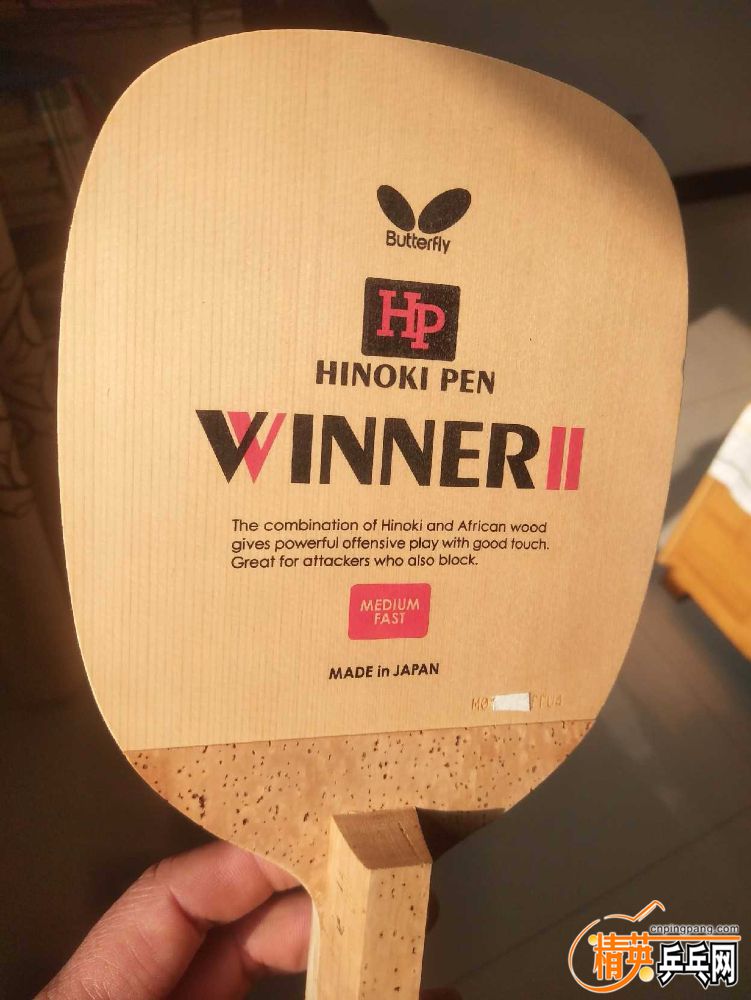 Butterfly
HP
HINOKI PEN
WINNER II
The combination of Hinoki and African wood
gives powerful offensive play with good touch.
Great for attackers who also block.
MEDIUM
FAST
MADE in JAPAN
cnpingpang.com
精英乒乓网